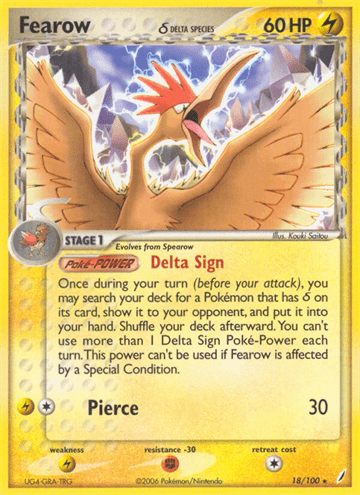 Fearow
δ DELTA SPECIES
60 HP
Illus. Kouki Saitou
STAGE 1
Evolves from Spearow
Poké-POWER Delta Sign
Once during your turn (before your attack), you
may search your deck for a Pokémon that has δ on
its card, show it to your opponent, and put it into
your hand. Shuffle your deck afterward. You can't
use more than 1 Delta Sign Poké-Power each
turn. This power can't be used if Fearow is affected
by a Special Condition.
Pierce 30
weakness
resistance -30
retreat cost
UG4-GRA-TRG
©2006 Pokémon/Nintendo
18/100 ★